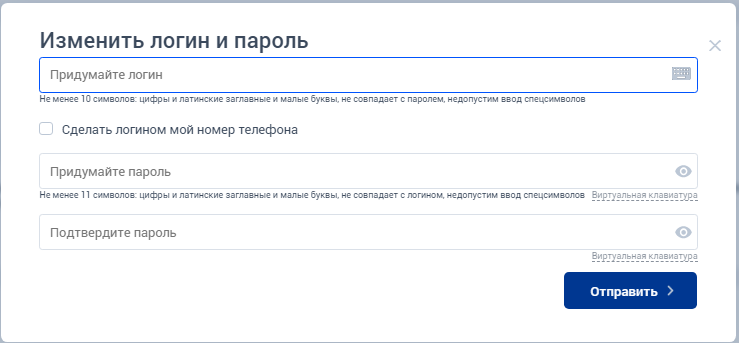 Изменить логин и пароль
Придумайте логин
Не менее 10 символов: цифры и латинские заглавные и малые буквы, не совпадает с паролем, недопустим ввод спецсимволов
Сделать логином мой номер телефона
Придумайте пароль
Не менее 11 символов: цифры и латинские заглавные и малые буквы, не совпадает с логином, недопустим ввод спецсимволов Виртуальная клавиатура
Подтвердите пароль
Виртуальная клавиатура
Отправить